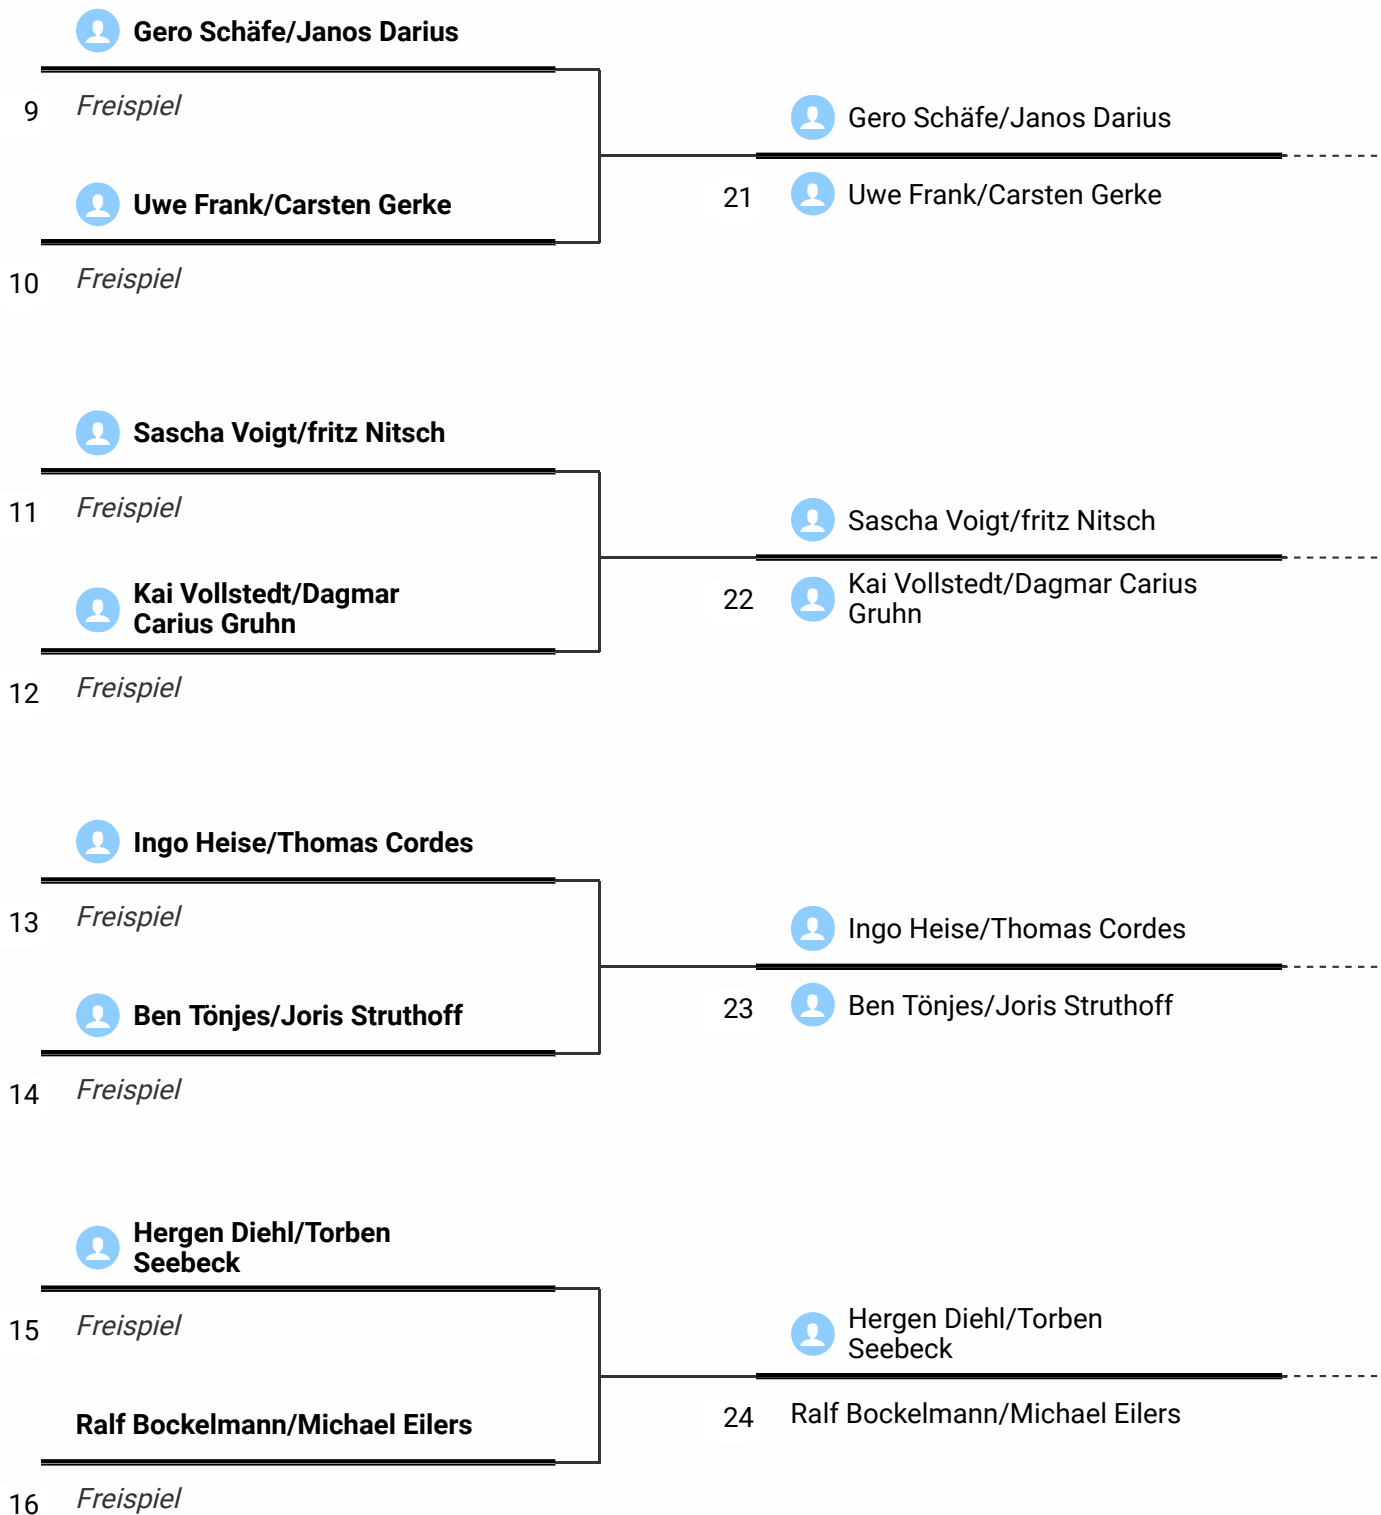 Gero Schäfe/Janos Darius
9
Freispiel
Uwe Frank/Carsten Gerke
10
Freispiel
Gero Schäfe/Janos Darius
21
Uwe Frank/Carsten Gerke
Sascha Voigt/fritz Nitsch
11
Freispiel
Kai Vollstedt/Dagmar
Carius Gruhn
12
Freispiel
Sascha Voigt/fritz Nitsch
22
Kai Vollstedt/Dagmar Carius
Gruhn
Ingo Heise/Thomas Cordes
13
Freispiel
Ben Tönjes/Joris Struthoff
14
Freispiel
Ingo Heise/Thomas Cordes
23
Ben Tönjes/Joris Struthoff
Hergen Diehl/Torben
Seebeck
15
Freispiel
Ralf Bockelmann/Michael Eilers
16
Freispiel
Hergen Diehl/Torben
Seebeck
24
Ralf Bockelmann/Michael Eilers